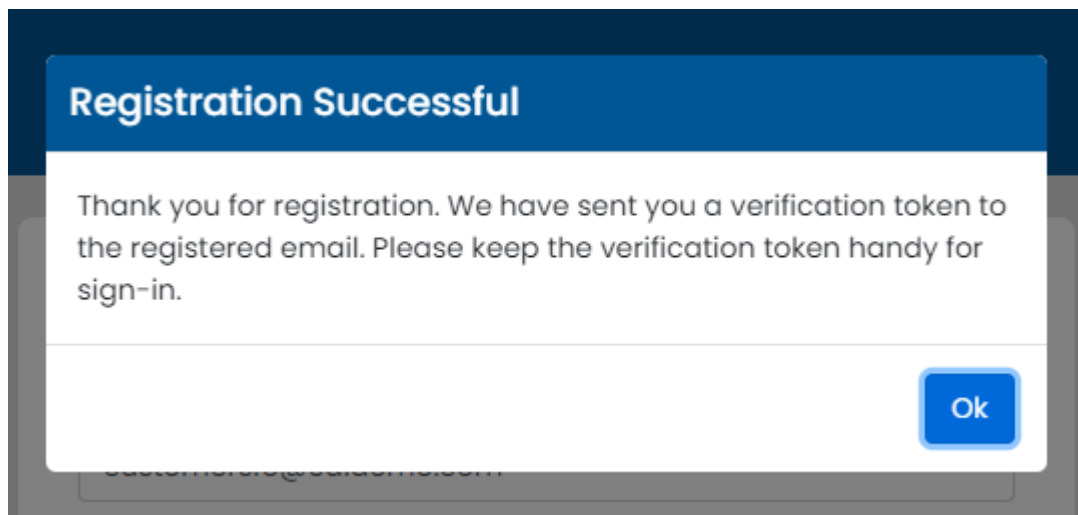 Registration Successful
Thank you for registration. We have sent you a verification token to
the registered email. Please keep the verification token handy for
sign-in.
Ok